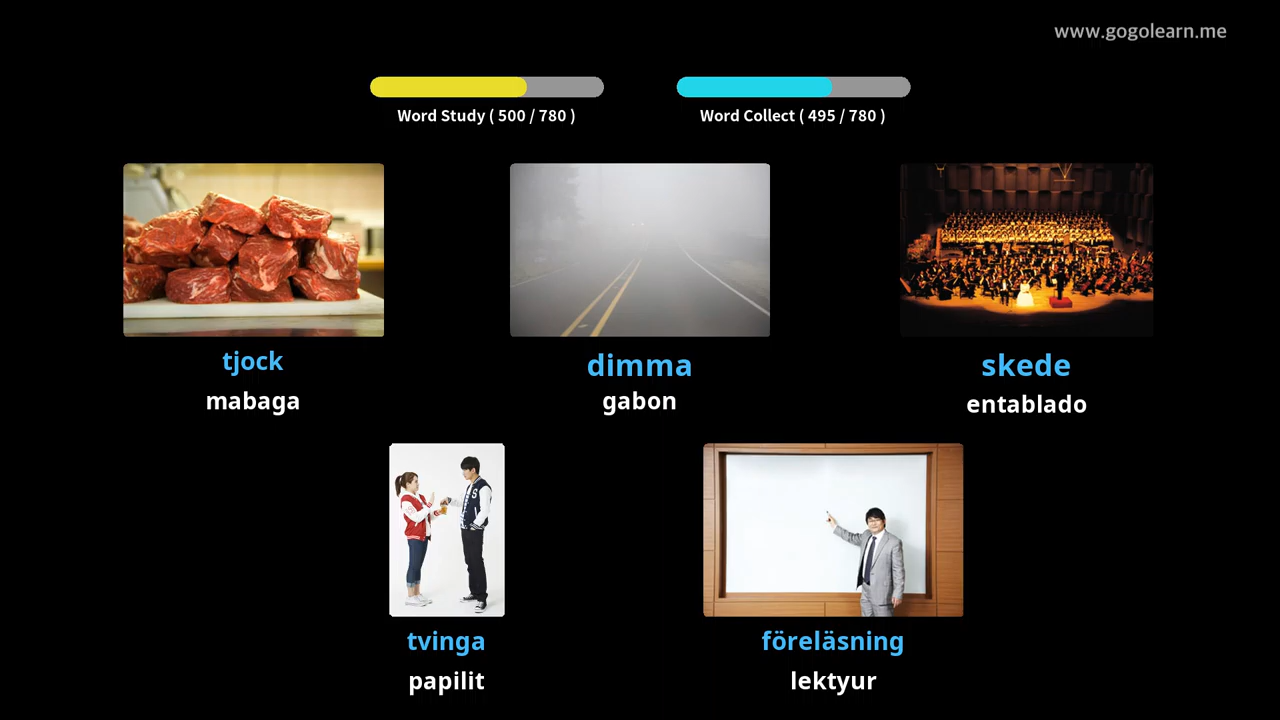 www.gogolearn.me
Word Study ( 500 / 780 )
Word Collect ( 495 / 780 )
tjock
mabaga
dimma
gabon
skede
entablado
tvinga
papilit
föreläsning
lektyur